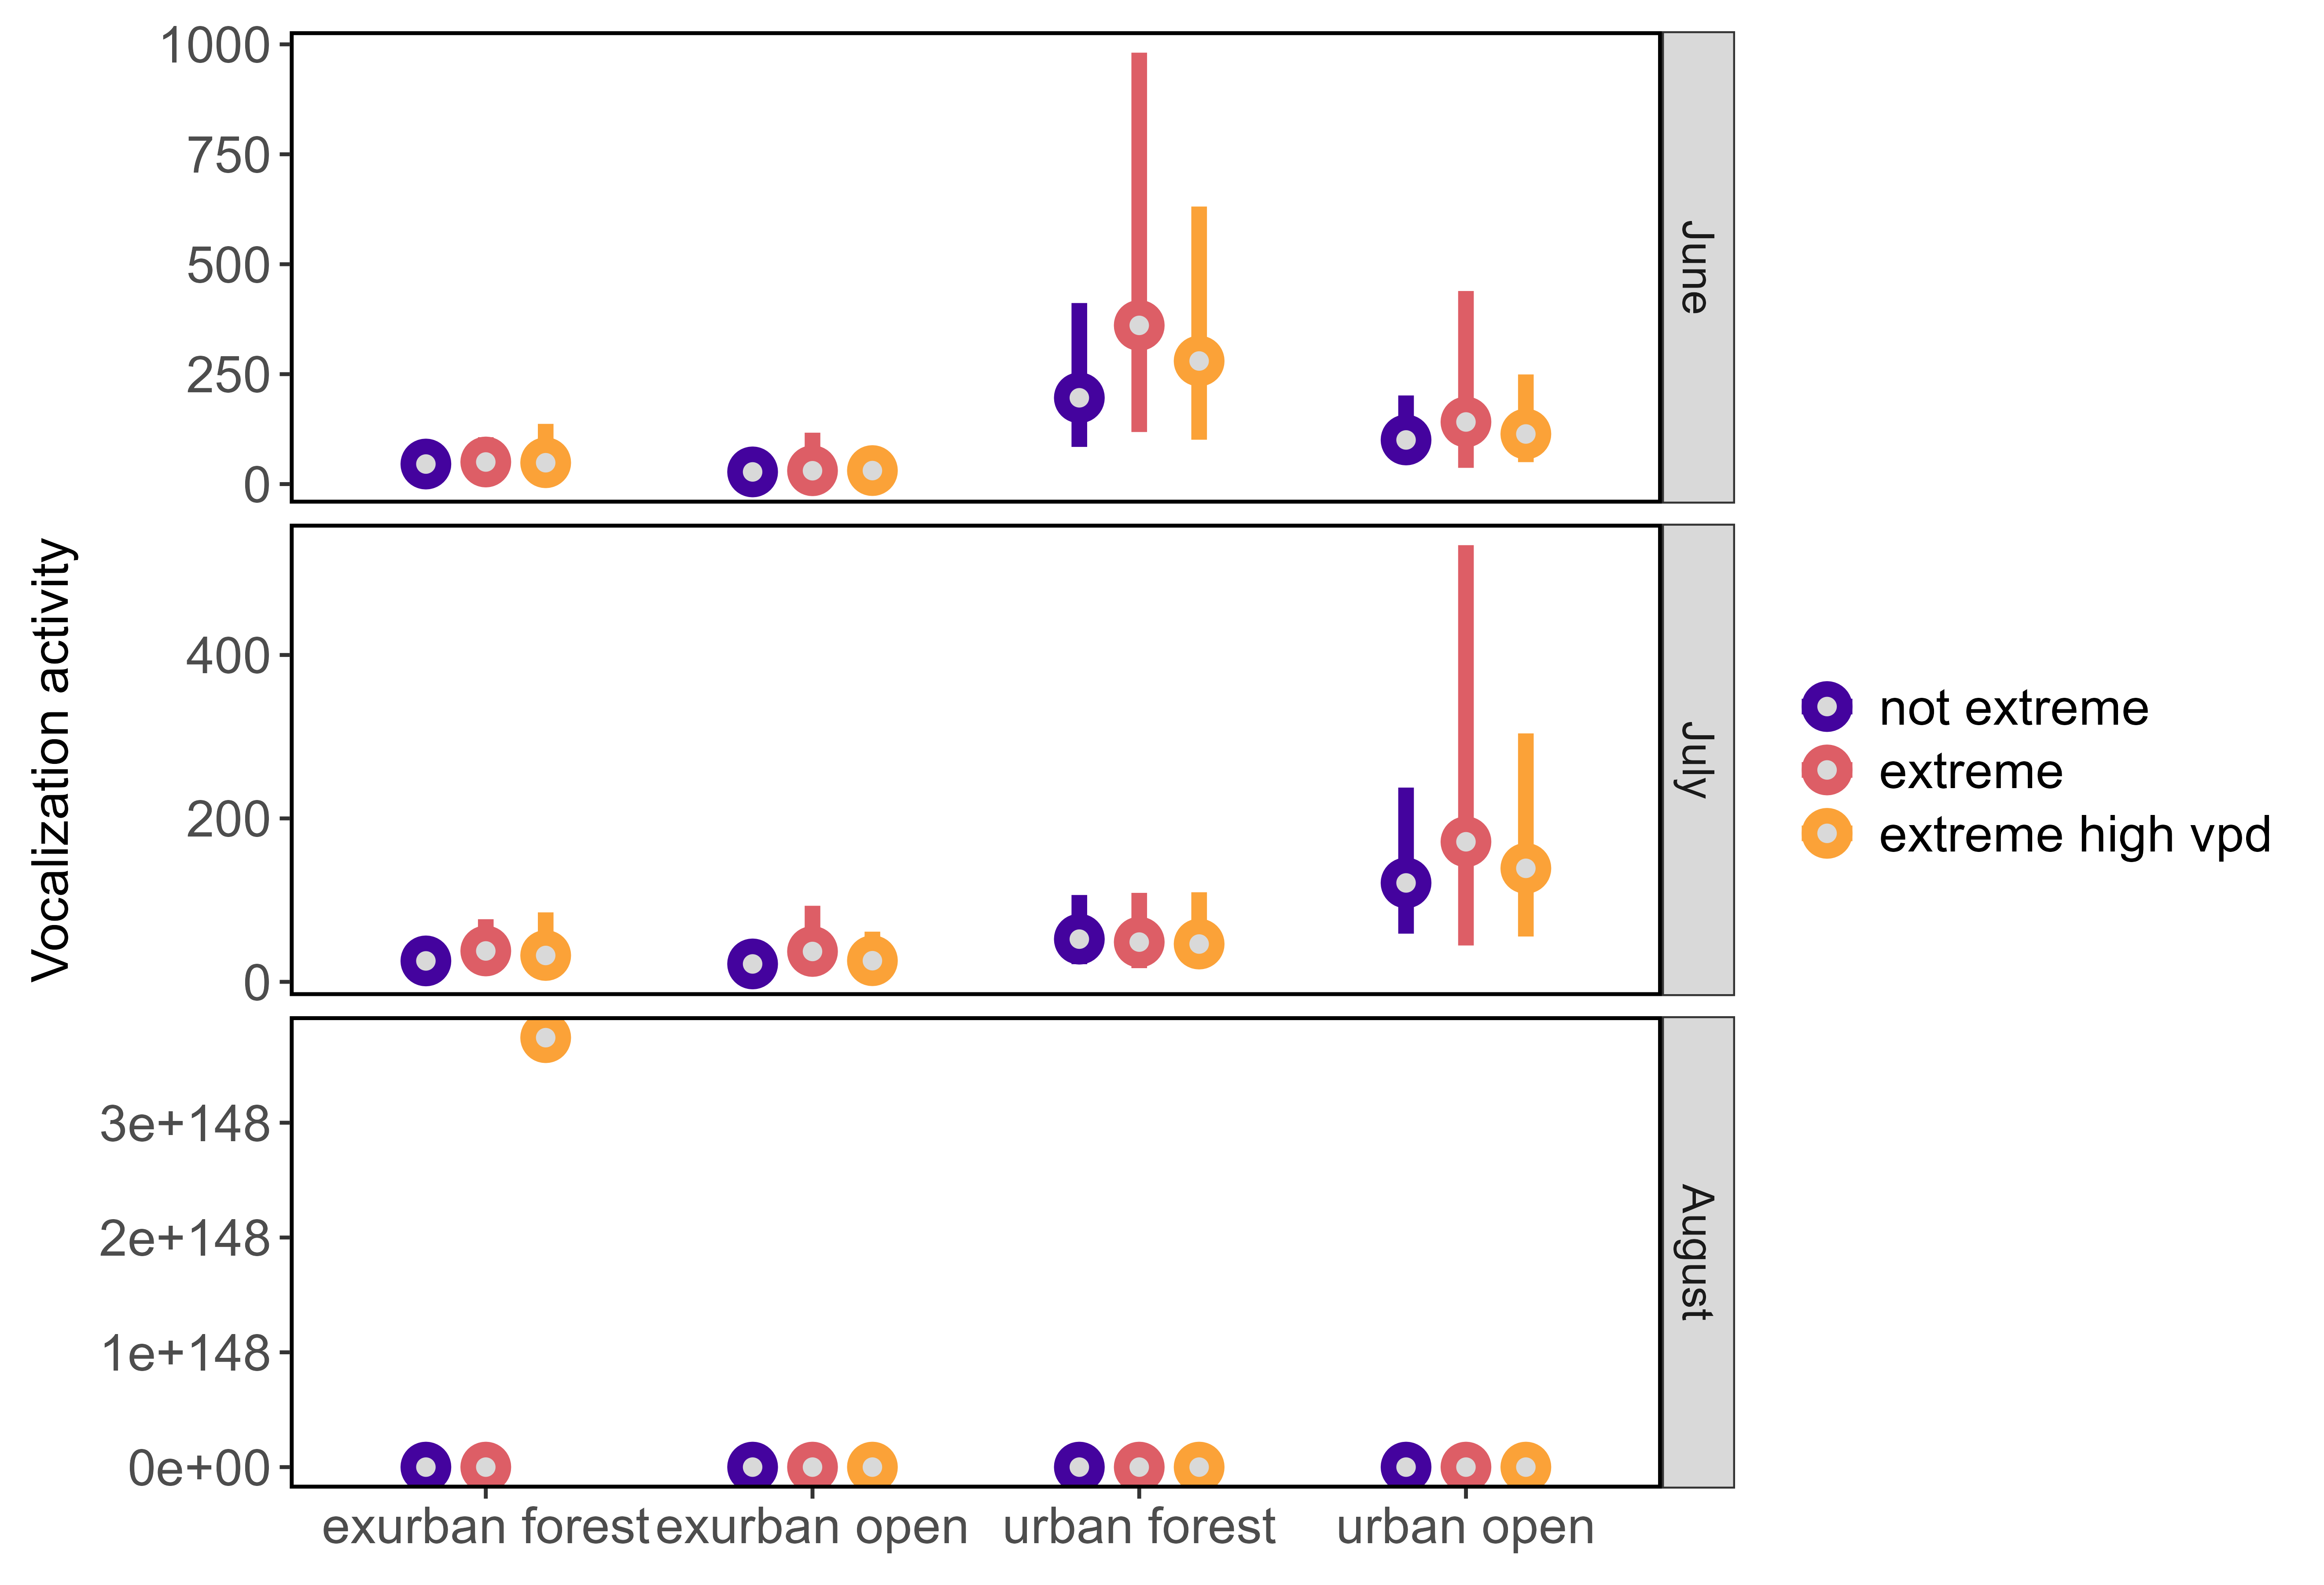 Vocalization activity
1000
750
500
250
0
June
400
200
0
July
3e+148
2e+148
1e+148
0e+00
August
exurban forest exurban open urban forest urban open
not extreme
extreme
extreme high vpd